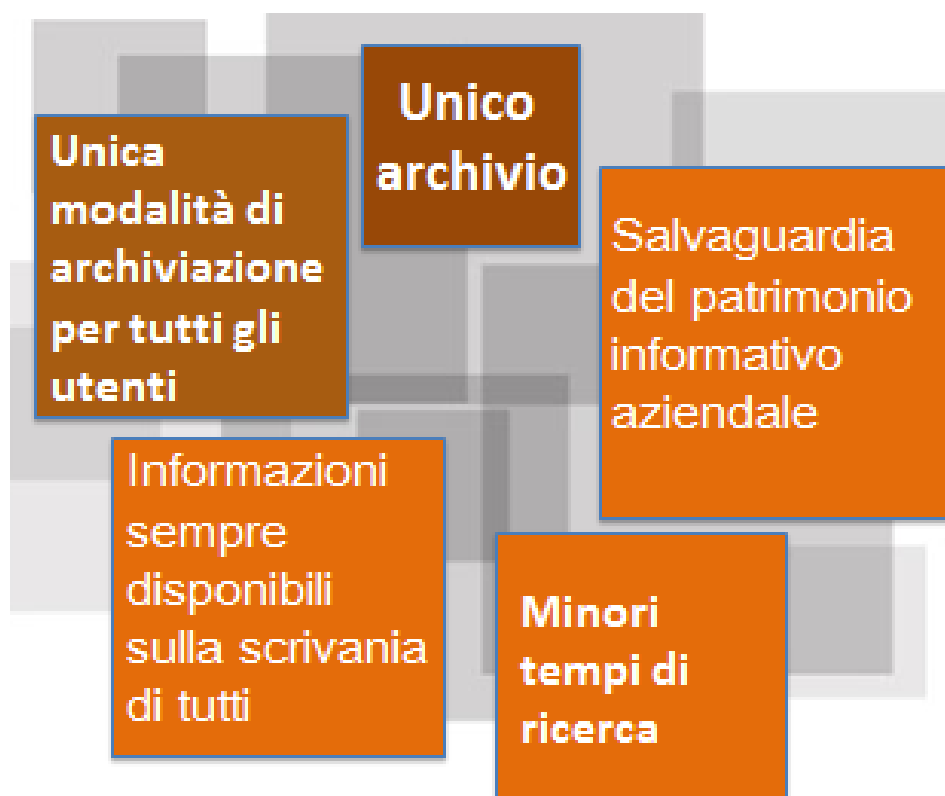 Unico
archivio
Unica
modalità di
archiviazione
per tutti gli
utenti
Salvaguardia
del patrimonio
informativo
aziendale
Informazioni
sempre
disponibili
sulla scrivania
di tutti
Minori
tempi di
ricerca